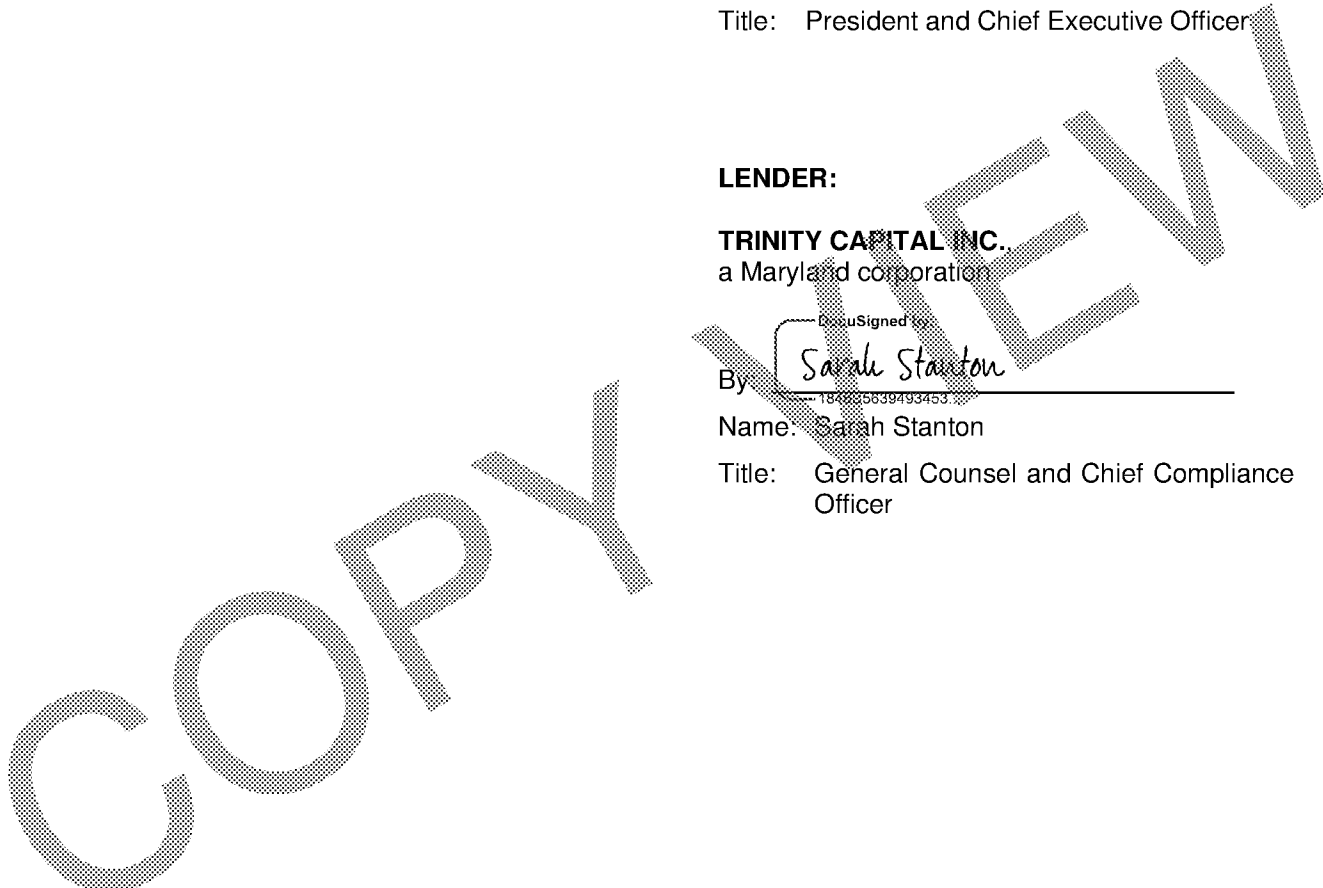 Title: President and Chief Executive Officer
LENDER:
TRINITY CAPITAL INC.,
a Maryland corporation
DocuSigned by:
Sarah Stanton
By:
Name: Sarah Stanton
Title: General Counsel and Chief Compliance
Officer
COPY VIEW